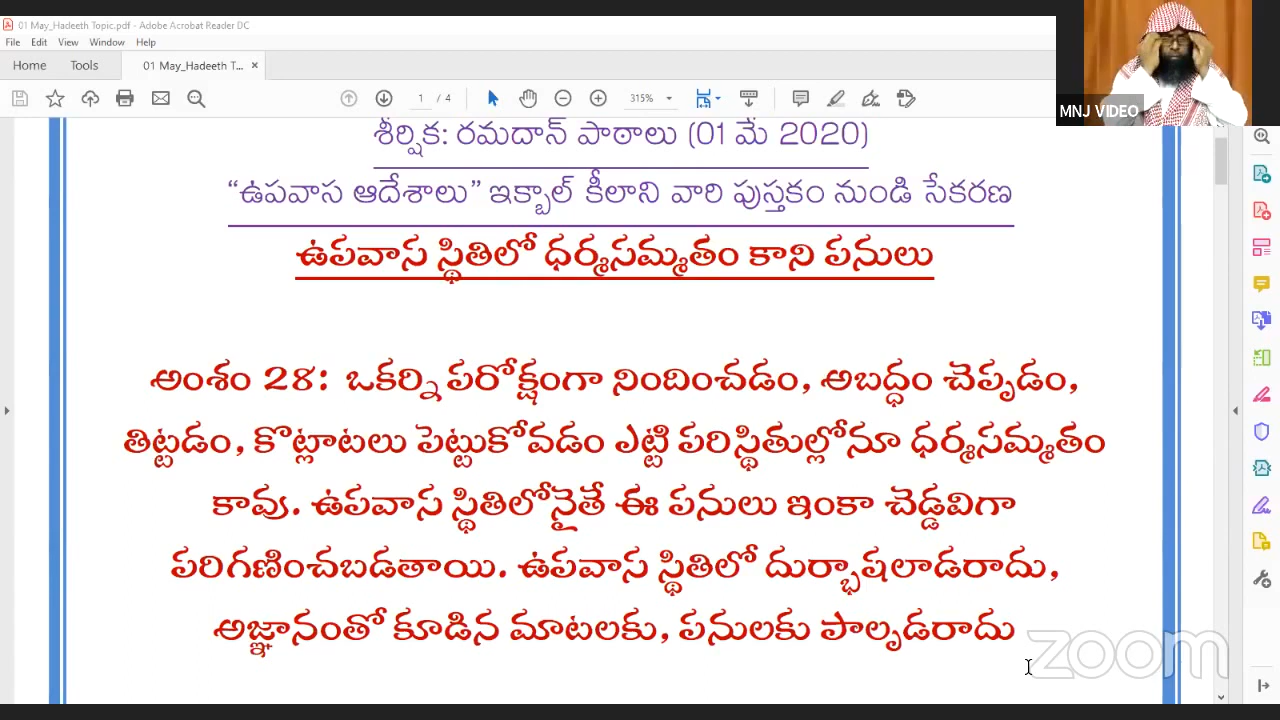 01 May_Hadeeth Topic.pdf - Adobe Acrobat Reader DC
File Edit View Window Help
Home Tools 01 May_Hadeeth T... ×
1 / 4 315%
MNJ VIDEO
శీర్షిక: రమదాన్ పాఠాలు (01 మే 2020)
“ఉపవాస ఆదేశాలు” ఇక్బాల్ కీలాని వారి పుస్తకం నుండి సేకరణ
ఉపవాస స్థితిలో ధర్మసమ్మతం కాని పనులు
అంశం 28: ఒకర్ని పరోక్షంగా నిందించడం, అబద్ధం చెప్పడం,
తిట్టడం, కొట్లాటలు పెట్టుకోవడం ఎట్టి పరిస్థితుల్లోనూ ధర్మసమ్మతం
కావు. ఉపవాస స్థితిలోనైతే ఈ పనులు ఇంకా చెడ్డవిగా
పరిగణించబడతాయి. ఉపవాస స్థితిలో దుర్భాషలాడరాదు,
అజ్ఞానంతో కూడిన మాటలకు, పనులకు పాల్పడరాదు
zoom